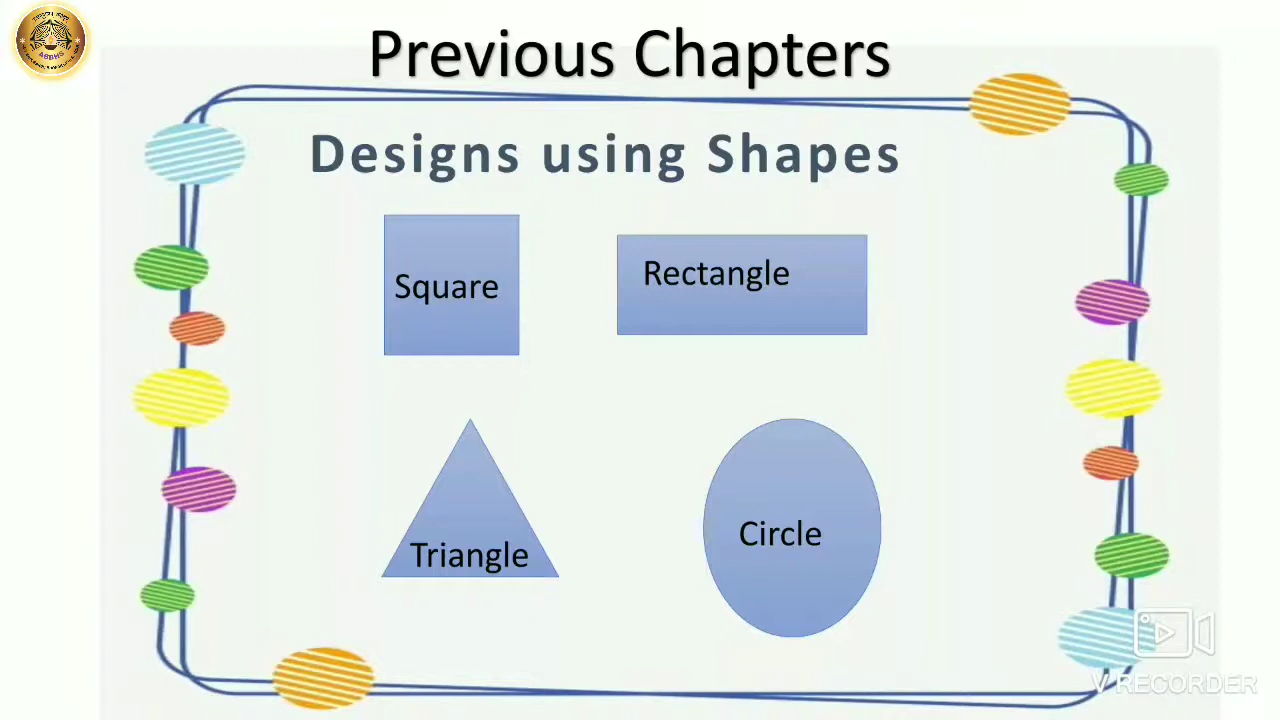 Previous Chapters
Designs using Shapes
Square
Rectangle
Triangle
Circle
V RECORDER